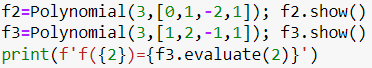 f2=Polynomial(3,[0,1,-2,1]); f2.show()
f3=Polynomial(3,[1,2,-1,1]); f3.show()
print(f'f({2})={f3.evaluate(2)}')